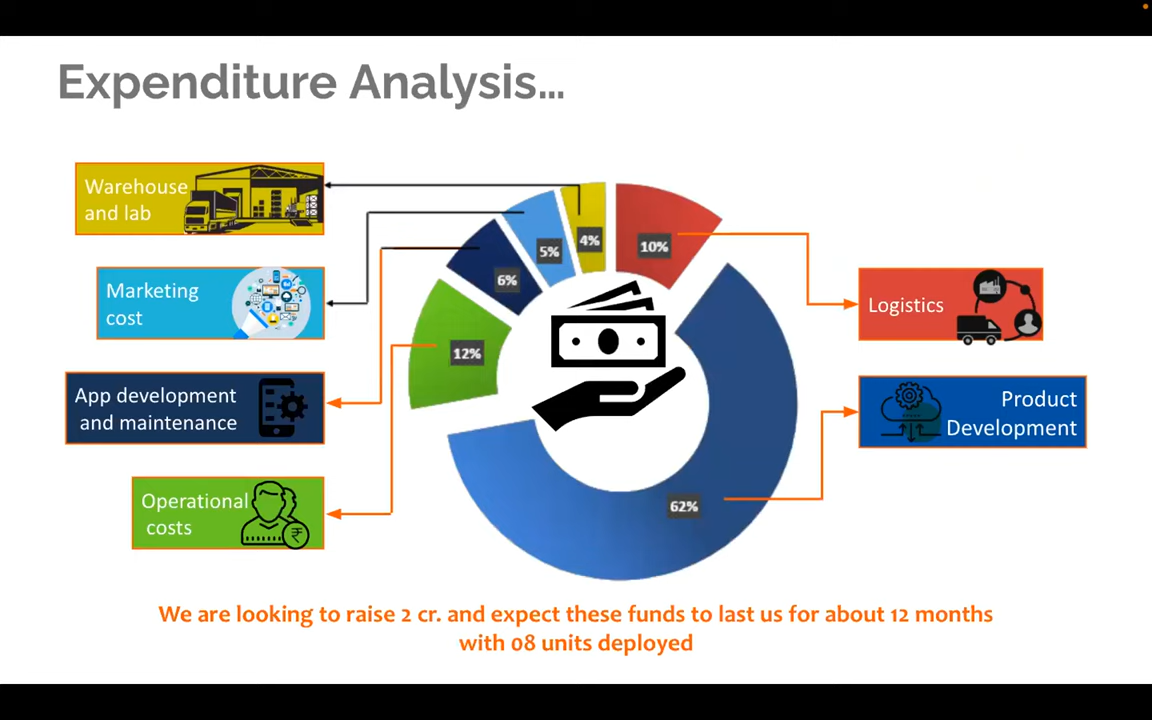 Expenditure Analysis...
Warehouse
and lab
Marketing
cost
App development
and maintenance
Operational
costs
4%
5%
6%
12%
10%
62%
Logistics
Product
Development
We are looking to raise 2 cr. and expect these funds to last us for about 12 months
with 08 units deployed